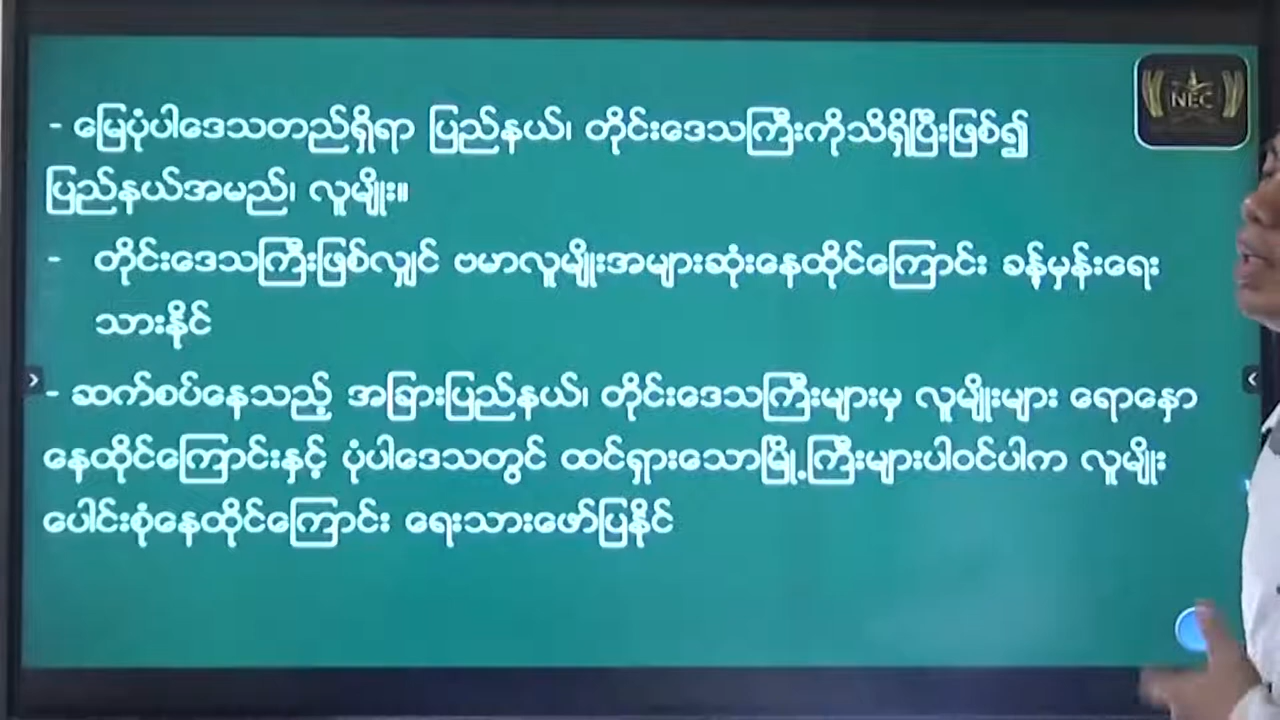 - မြေပုံပါဒေသတည်ရှိရာ ပြည်နယ်၊ တိုင်းဒေသကြီးကိုသိရှိပြီးဖြစ်၍
ပြည်နယ်အမည်၊ လူမျိုး။
- တိုင်းဒေသကြီးဖြစ်လျှင် ဗမာလူမျိုးအများဆုံးနေထိုင်ကြောင်း ခန့်မှန်းရေး
သားနိုင်
- ဆက်စပ်နေသည့် အခြားပြည်နယ်၊ တိုင်းဒေသကြီးများမှ လူမျိုးများ ရောနှော
နေထိုင်ကြောင်းနှင့် ပုံပါဒေသတွင် ထင်ရှားသောမြို့ကြီးများပါဝင်ပါက လူမျိုး
ပေါင်းစုံနေထိုင်ကြောင်း ရေးသားဖော်ပြနိုင်
NEC